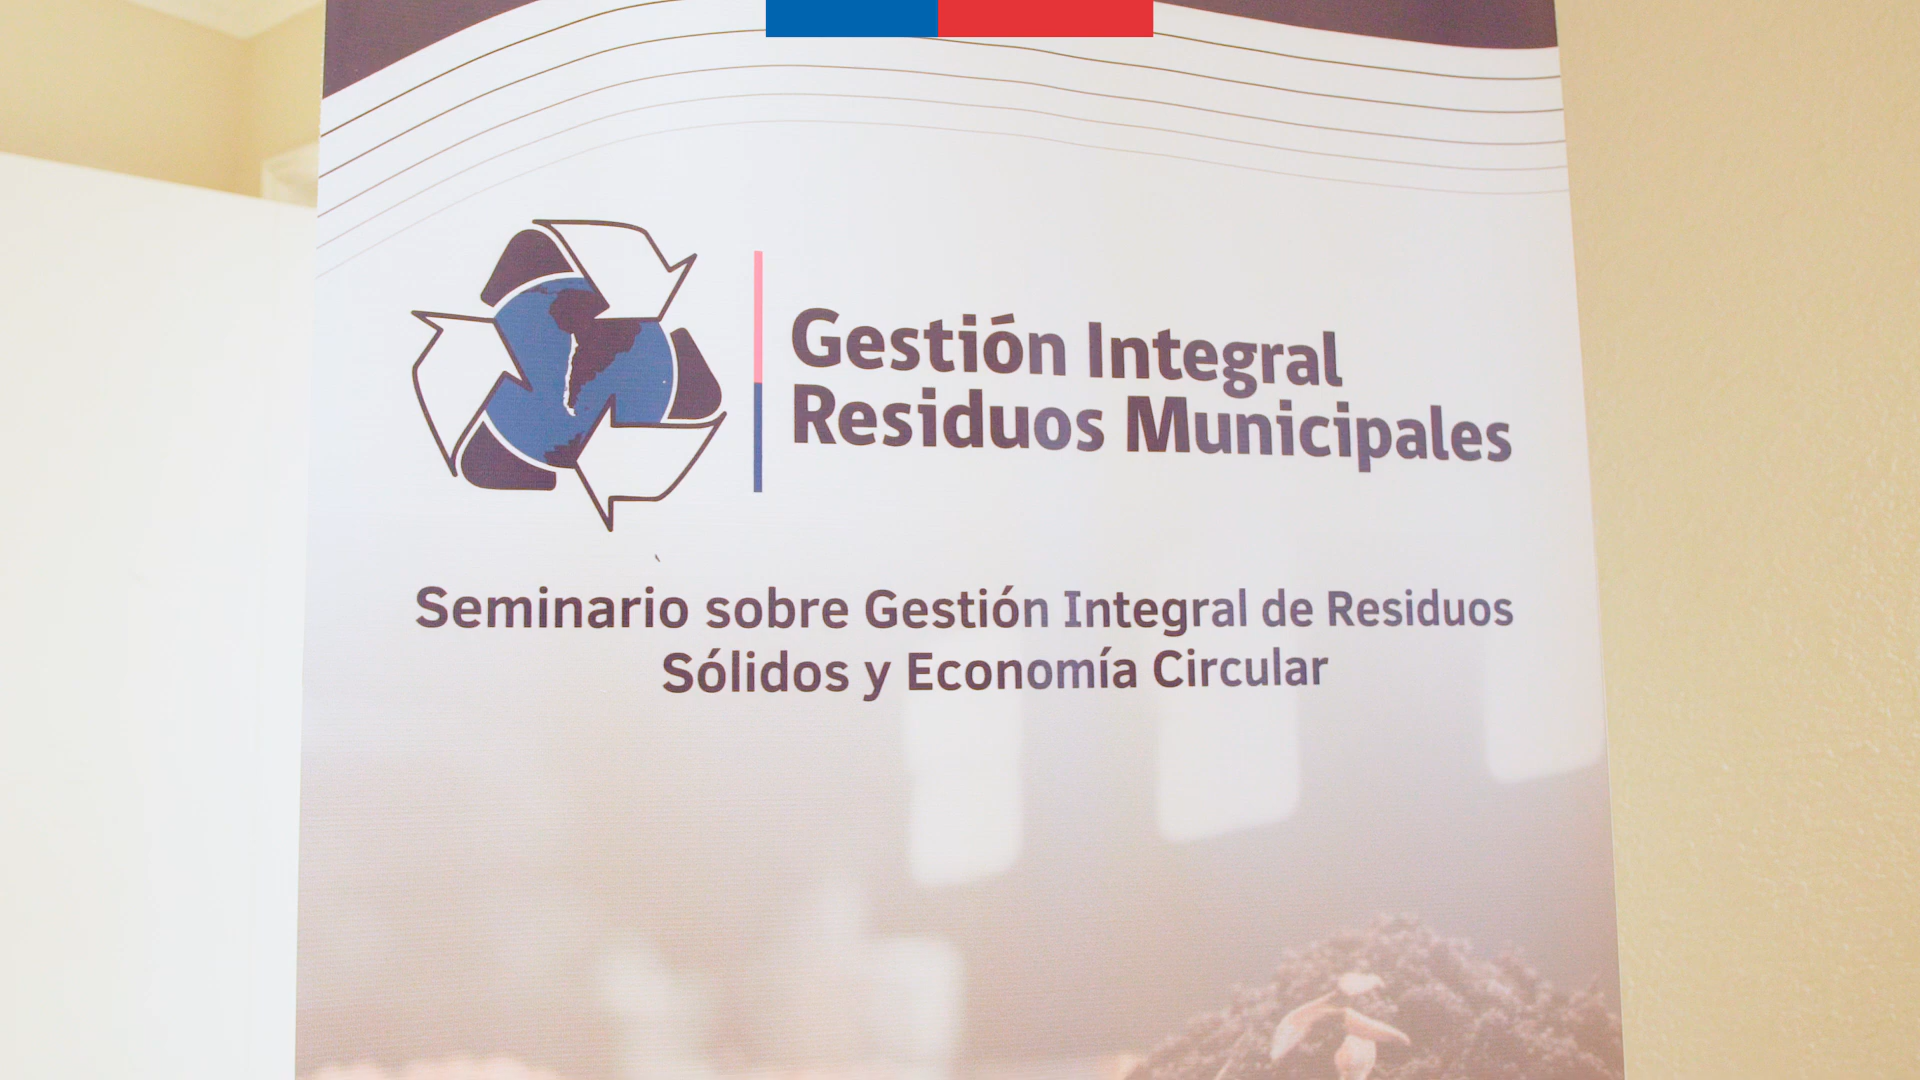 Gestión Integral
Residuos Municipales
Seminario sobre Gestión Integral de Residuos
Sólidos y Economía Circular